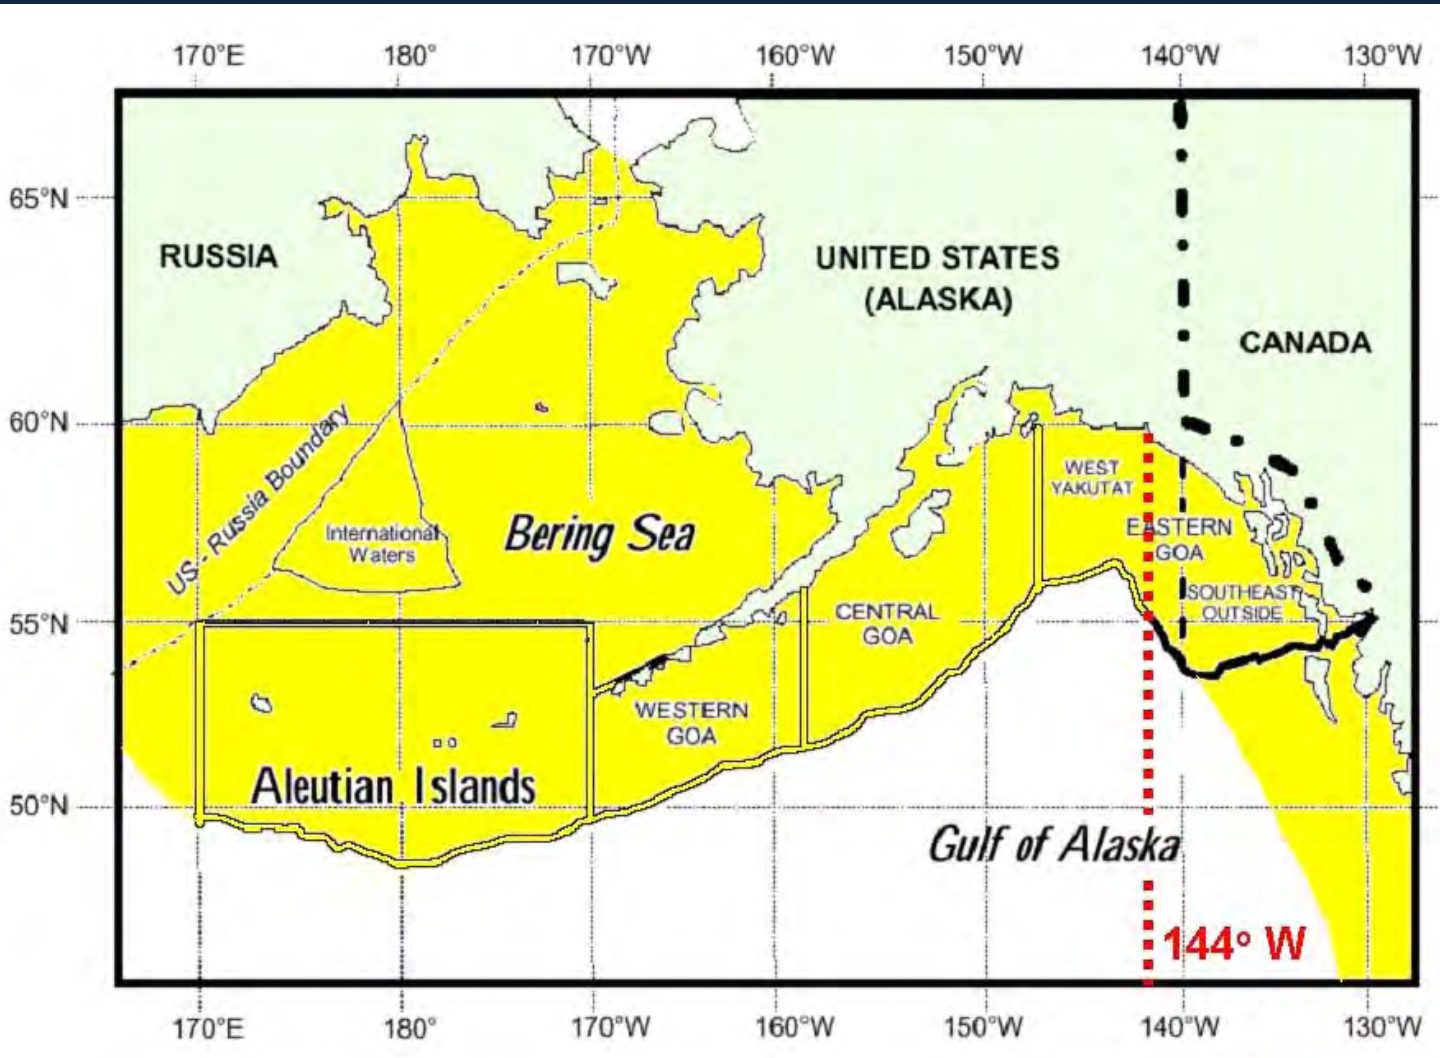 170°E 180° 170°W 160°W 150°W 140°W 130°W
65°N
RUSSIA
UNITED STATES
(ALASKA)
CANADA
60°N
US - Russia Boundary
International
Waters
Bering Sea
WEST
YAKUTAT
EASTERN
GOA
SOUTHEAST
OUTSIDE
55°N
CENTRAL
GOA
WESTERN
GOA
Aleutian Islands
50°N
Gulf of Alaska
144° W
170°E 180° 170°W 160°W 150°W 140°W 130°W